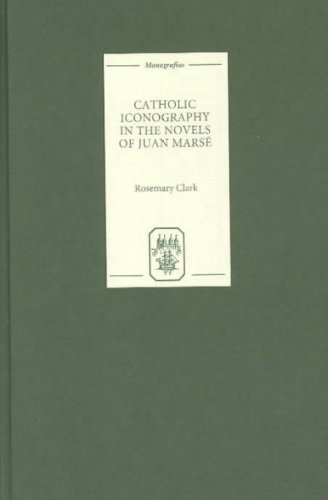 Monografías
CATHOLIC
ICONOGRAPHY
IN THE NOVELS
OF JUAN MARSÉ
Rosemary Clark